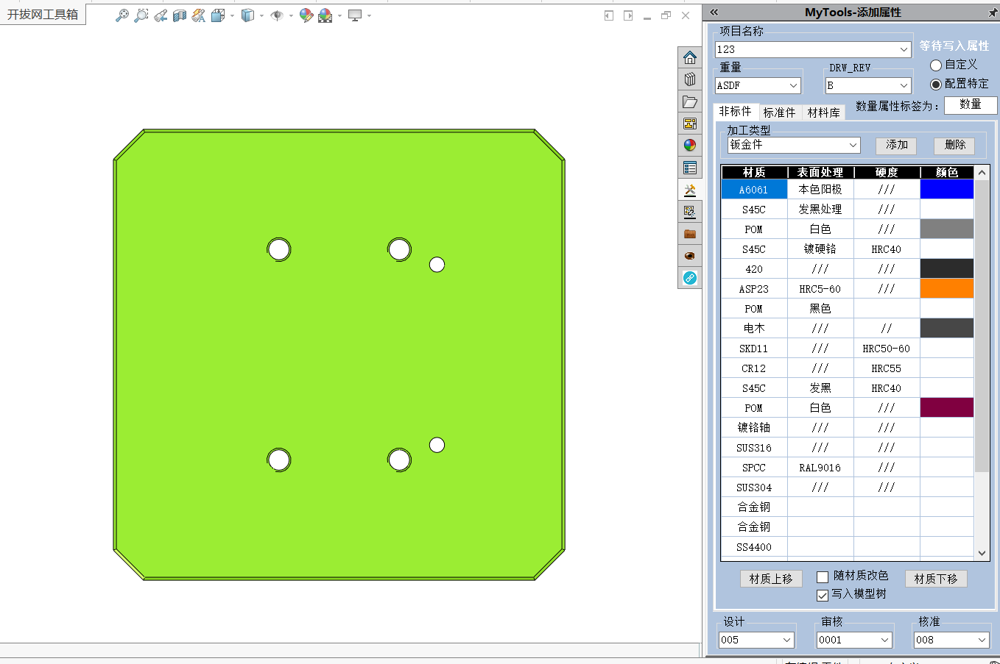 开拔网工具箱
MyTools-添加属性
项目名称
123
等待写入属性
自定义
配置特定
重量
ASDF
DRW_REV
B
数量属性标签为：
数量
非标件
标准件
材料库
加工类型
钣金件
添加
删除
材质 表面处理 硬度 颜色
A6061 本色阳极 ///
S45C 发黑处理 ///
POM 白色 ///
S45C 镀硬铬 HRC40
420 /// ///
ASP23 HRC5-60 ///
POM 黑色
电木 /// //
SKD11 /// HRC50-60
CR12 /// HRC55
S45C 发黑 HRC40
POM 白色 ///
镀铬轴 /// ///
SUS316 /// ///
SPCC RAL9016 ///
SUS304 /// ///
合金钢
合金钢
SS4400
材质上移
随材质改色
写入模型树
材质下移
设计
005
审核
0001
核准
008